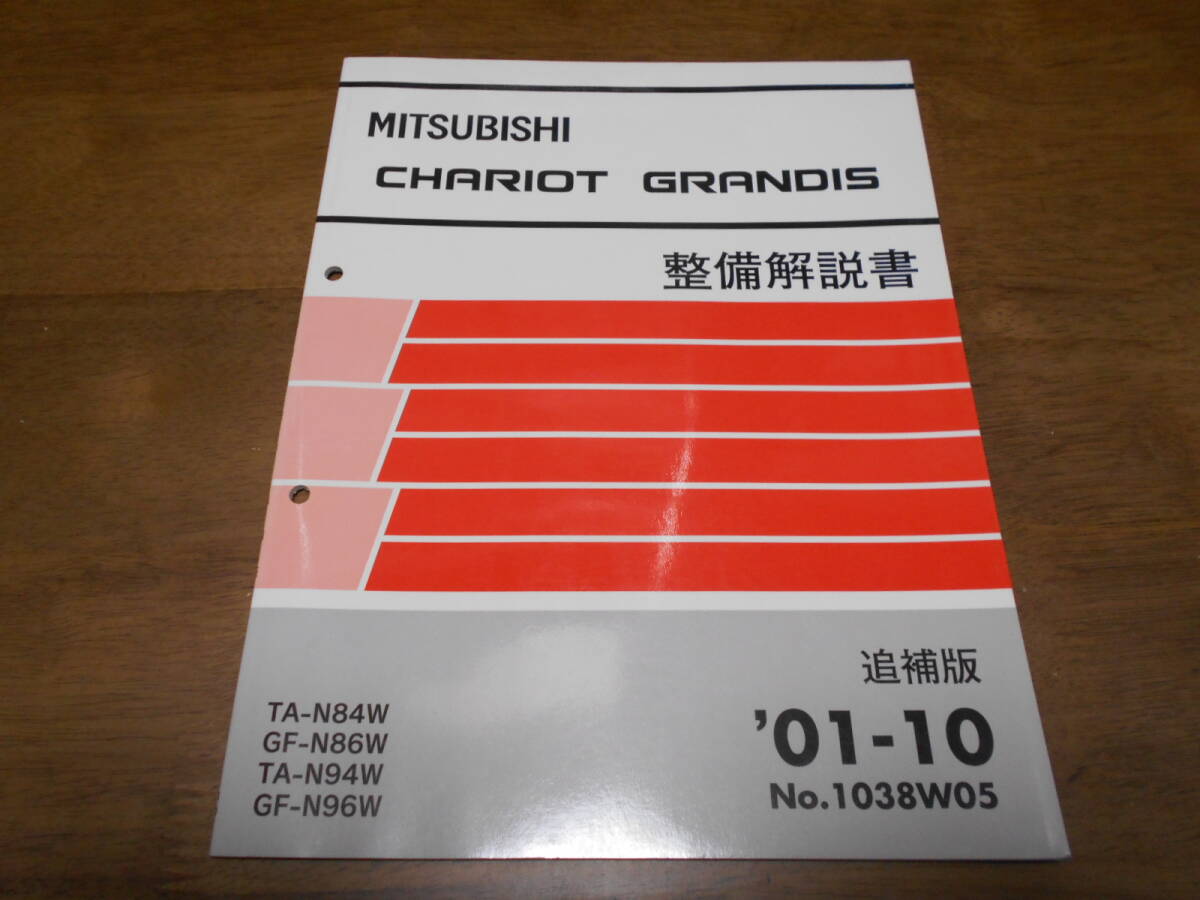 MITSUBISHI
CHARIOT GRANDIS
整備解説書
追補版
'01-10
No.1038W05
TA-N84W
GF-N86W
TA-N94W
GF-N96W